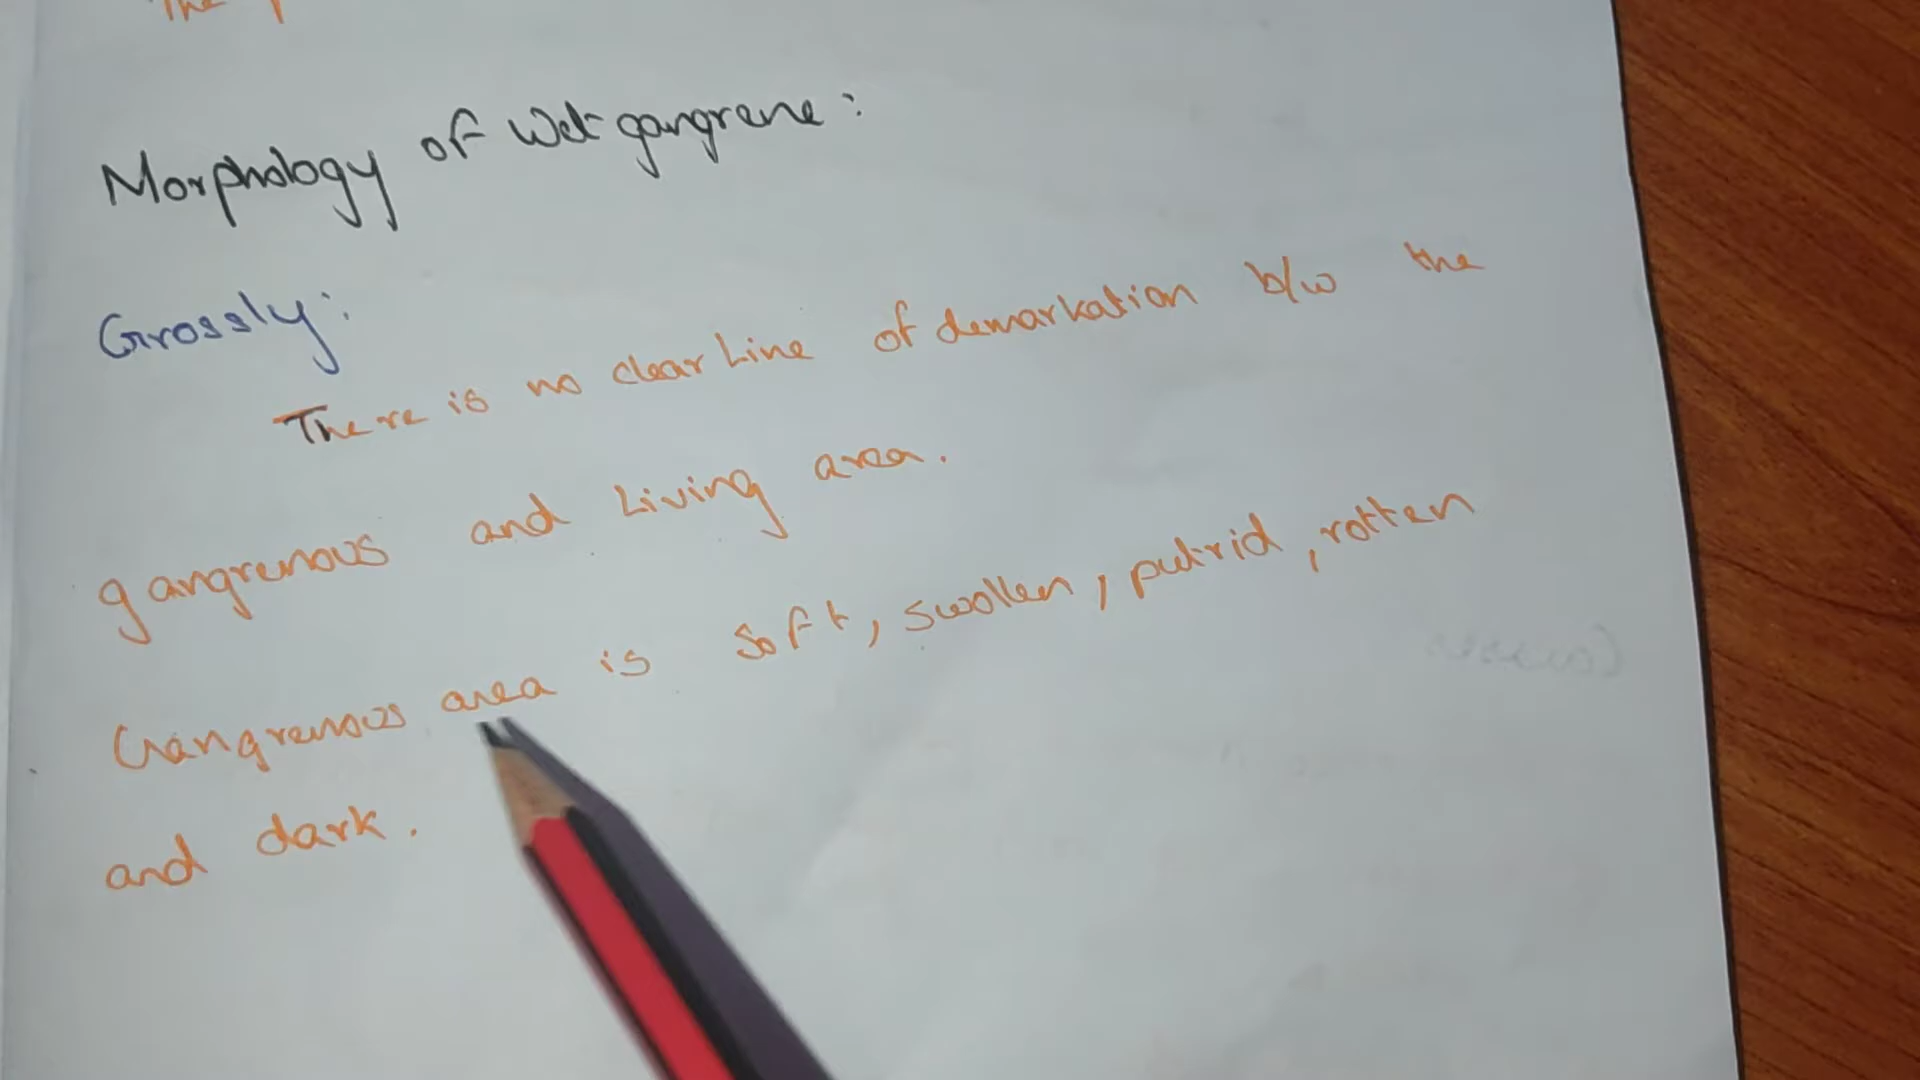 The
Morphology of Wet gangrene:
Grossly:
There is no clear Line of demarkation b/w the
gangrenous and Living area.
Gangrenous area is soft, swollen, putrid, rotten
and dark.